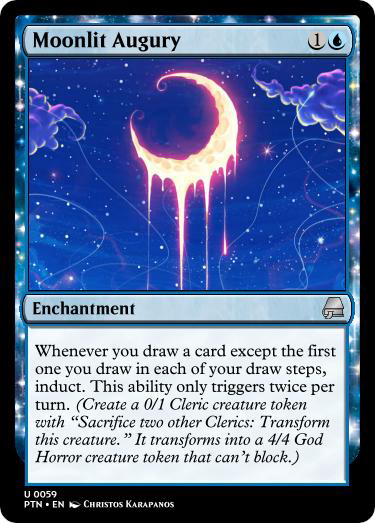 Moonlit Augury 1
Enchantment
Whenever you draw a card except the first
one you draw in each of your draw steps,
induct. This ability only triggers twice per
turn. (Create a 0/1 Cleric creature token
with “Sacrifice two other Clerics: Transform
this creature.” It transforms into a 4/4 God
Horror creature token that can’t block.)
U 0059
PTN • EN Christos Karapanos